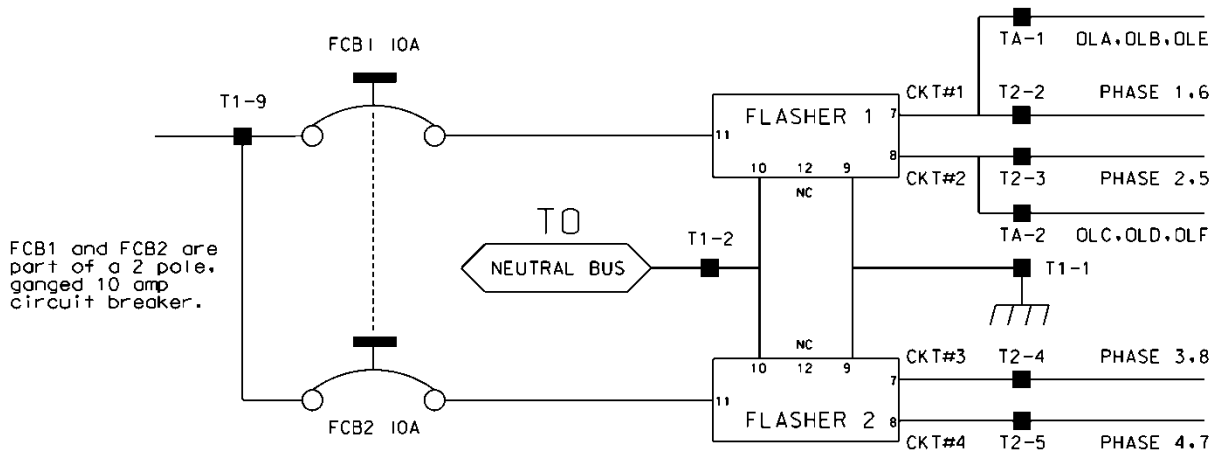 FCB1 10A
TA-1 OLA,OLB,OLE
T1-9
CKT#1 T2-2 PHASE 1,6
FLASHER 1
7
11
8
10 12 9
NC
CKT#2 T2-3 PHASE 2,5
TO
TA-2 OLC,OLD,OLF
T1-2
NEUTRAL BUS
T1-1
FCB1 and FCB2 are
part of a 2 pole,
ganged 10 amp
circuit breaker.
NC
CKT#3 T2-4 PHASE 3,8
10 12 9
7
11
FLASHER 2
8
FCB2 10A
CKT#4 T2-5 PHASE 4,7